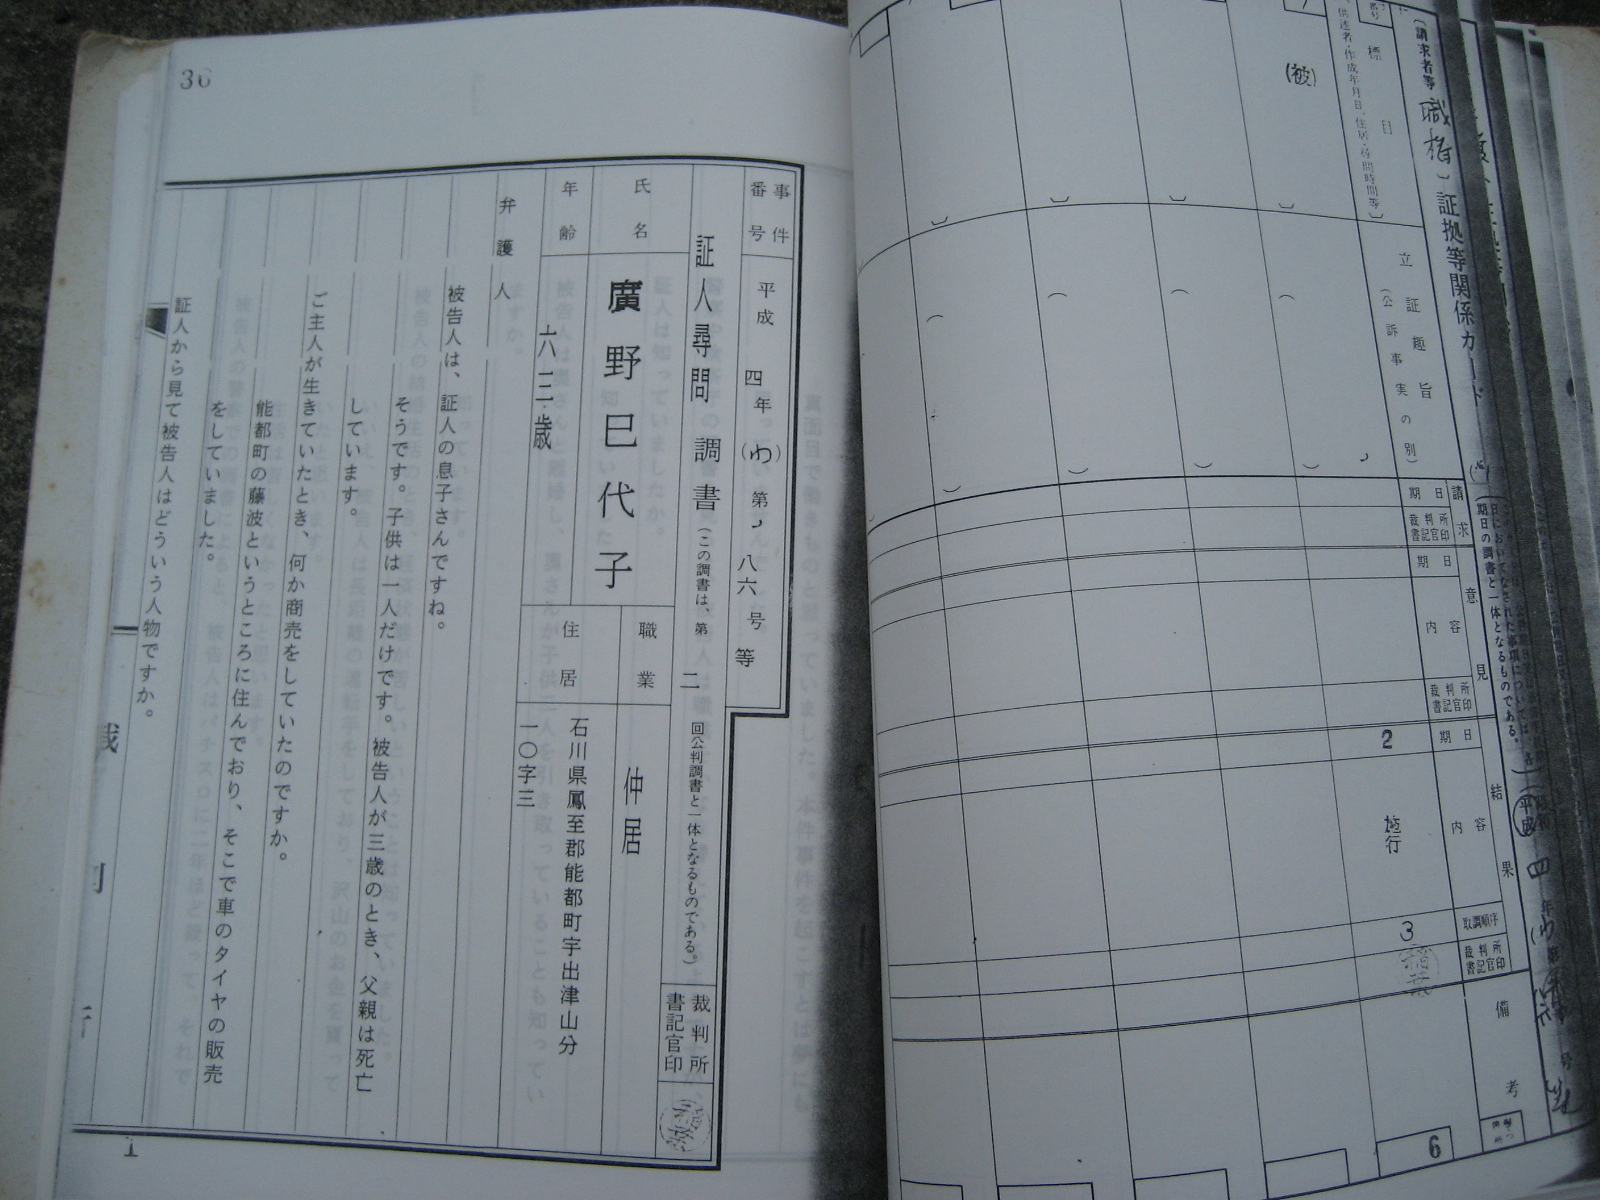 （請求者等 職権）証拠等関係カード
（期日の調書と一体となるものである。）
平成 四 年（わ）第
番号
標目
供述者・作成年月日、住居・尋問時間等
立証趣旨
（公訴事実の別）
請求
期日
裁判所書記官印
意見
期日
内容
裁判所書記官印
結果
期日
内容
取調順序
裁判所書記官印
備考
（被）
2
施行
3
6
36
事件番号
平成 四年（わ）第 八六号 等
証人尋問調書（この調書は、第 二 回公判調書と一体となるものである。）
裁判所書記官印
氏名
廣野巳代子
職業
仲居
年齢
六三歳
住居
石川県鳳至郡能都町宇出津山分
一〇字三
弁護人
被告人は、証人の息子さんですね。
そうです。子供は一人だけです。被告人が三歳のとき、父親は死亡
しています。
ご主人が生きていたとき、何か商売をしていたのですか。
能都町の藤波というところに住んでおり、そこで車のタイヤの販売
をしていました。
証人から見て被告人はどういう人物ですか。
裁
判
所
1